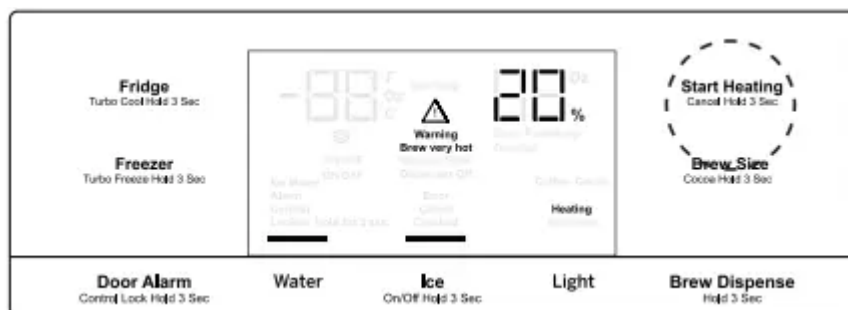 Fridge
Turbo Cool Hold 3 Sec
Freezer
Turbo Freeze Hold 3 Sec
20 %
Warning
Brew very hot
Heating
Start Heating
Cancel Hold 3 Sec
Brew Size
Cocoa Hold 3 Sec
Door Alarm
Control Lock Hold 3 Sec
Water
Ice
On/Off Hold 3 Sec
Light
Brew Dispense
Hold 3 Sec